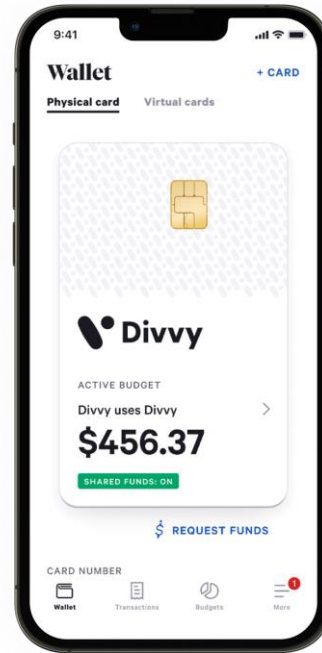 9:41
Wallet
+ CARD
Physical card Virtual cards
Divvy
ACTIVE BUDGET
Divvy uses Divvy
$456.37
SHARED FUNDS: ON
REQUEST FUNDS
CARD NUMBER
1
Wallet Transactions Budgets More